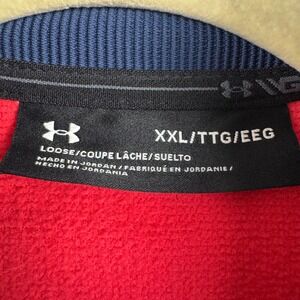 XXL/TTG/EEG
LOOSE/COUPE LÂCHE/SUELTO
MADE IN JORDAN / FABRIQUÉ EN JORDANIE /
HECHO EN JORDANIA